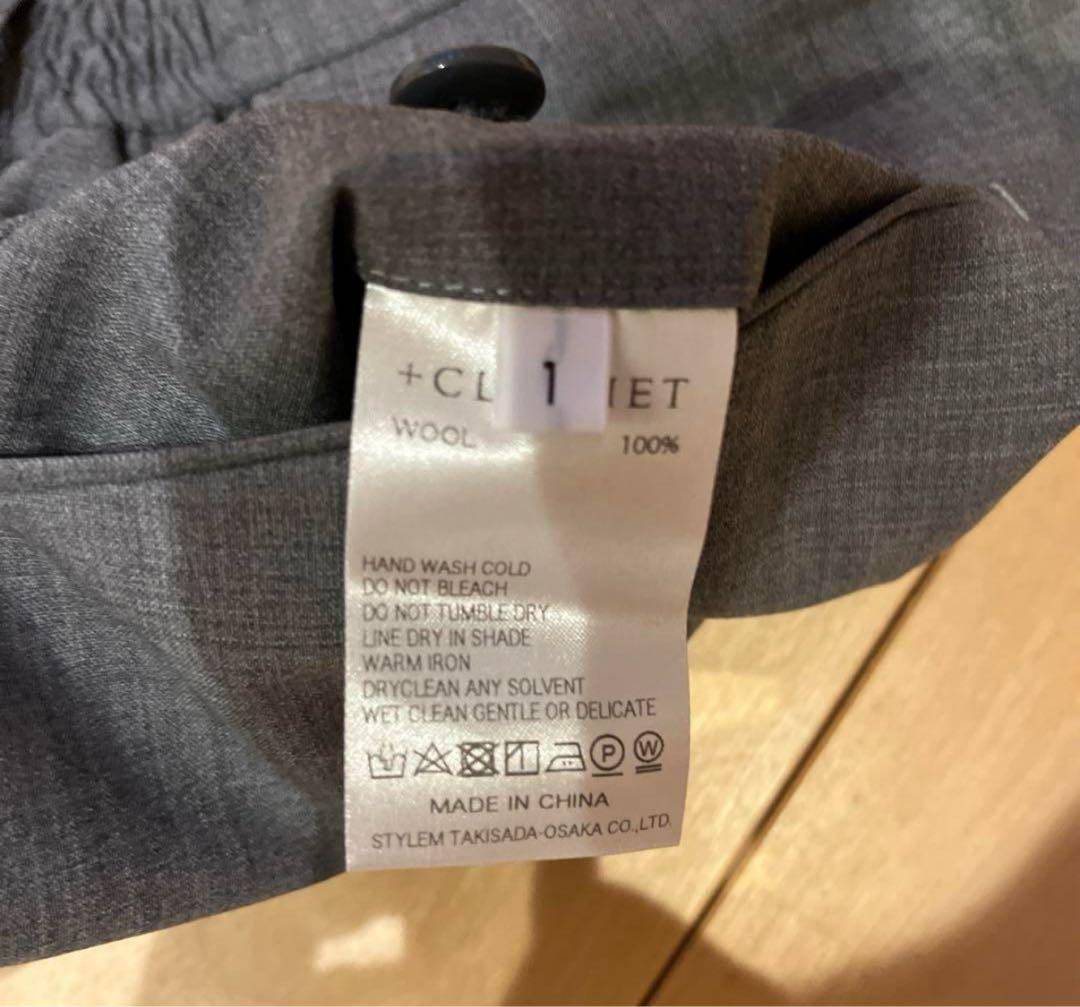 1
+CL IET
WOOL 100%
HAND WASH COLD
DO NOT BLEACH
DO NOT TUMBLE DRY
LINE DRY IN SHADE
WARM IRON
DRYCLEAN ANY SOLVENT
WET CLEAN GENTLE OR DELICATE
P W
MADE IN CHINA
STYLEM TAKISADA-OSAKA CO.,LTD.